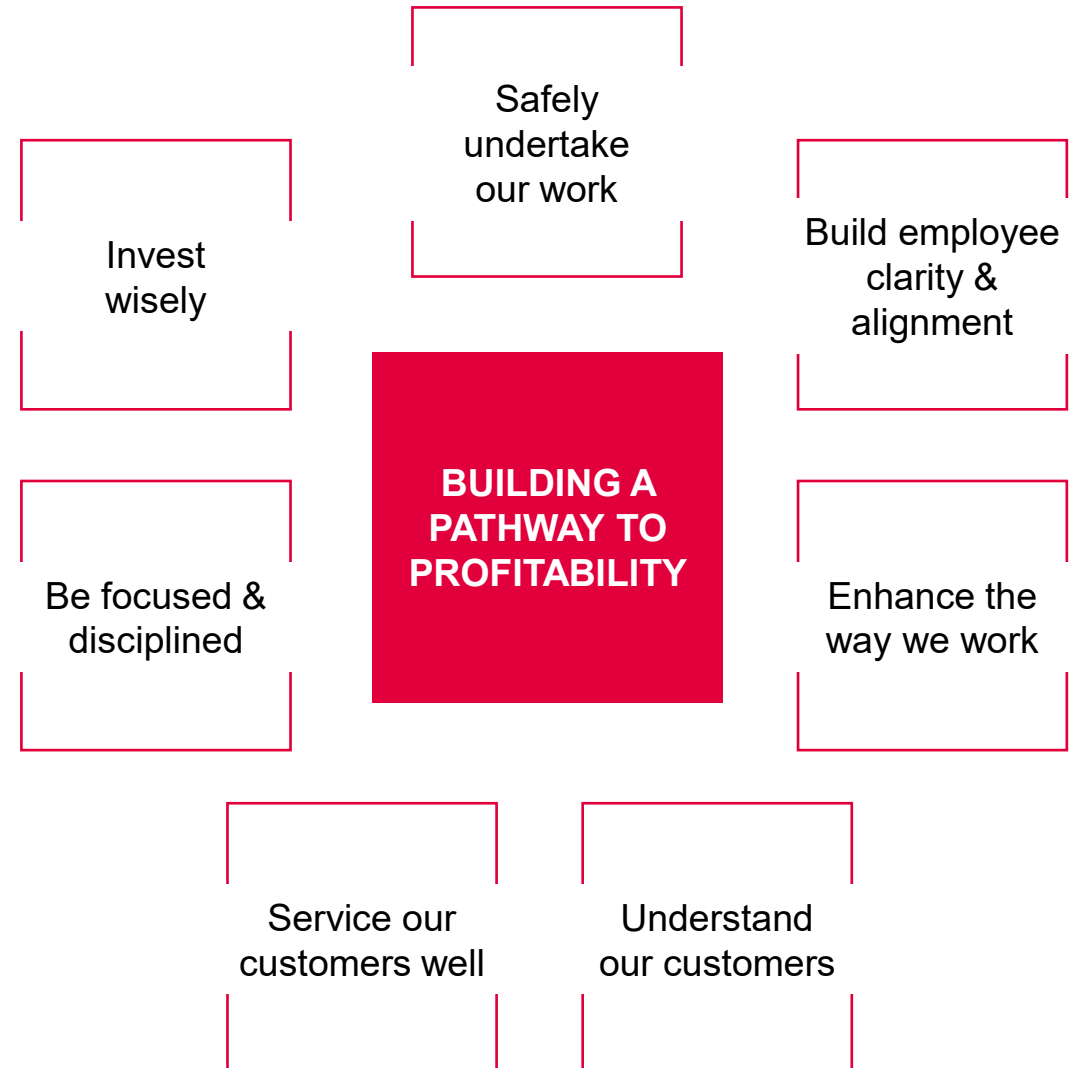 Safely
undertake
our work
Build employee
clarity &
alignment
Enhance the
way we work
Understand
our customers
Service our
customers well
Be focused &
disciplined
Invest
wisely
BUILDING A
PATHWAY TO
PROFITABILITY